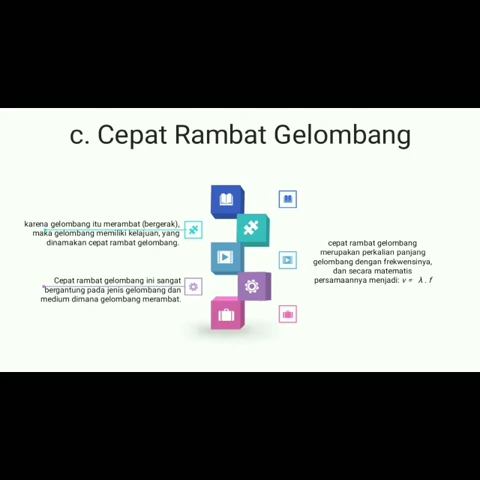 c. Cepat Rambat Gelombang
karena gelombang itu merambat (bergerak),
maka gelombang memiliki kelajuan, yang
dinamakan cepat rambat gelombang.
Cepat rambat gelombang ini sangat
bergantung pada jenis gelombang dan
medium dimana gelombang merambat.
cepat rambat gelombang
merupakan perkalian panjang
gelombang dengan frekwensinya,
dan secara matematis
persamaannya menjadi: v = λ . f